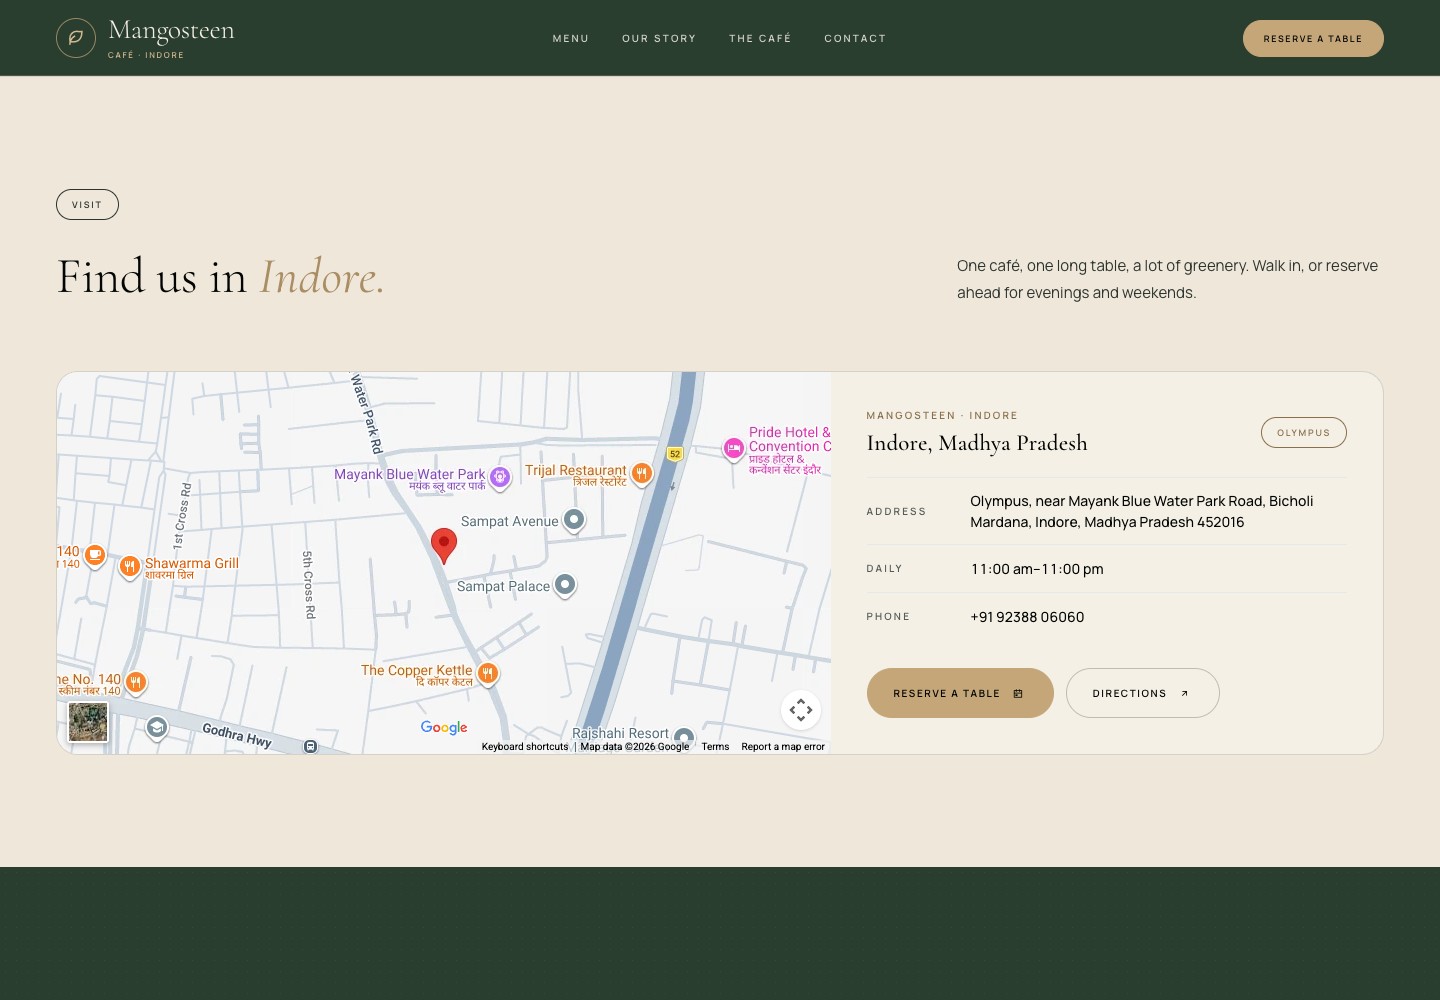 Mangosteen
CAFÉ · INDORE
MENU
OUR STORY
THE CAFÉ
CONTACT
RESERVE A TABLE
VISIT
Find us in Indore.
One café, one long table, a lot of greenery. Walk in, or reserve
ahead for evenings and weekends.
Water Park Rd
Pride Hotel &
Convention C
प्राइड होटल &
कन्वेंशन सेंटर इंदौर
52
Mayank Blue Water Park
मयंक ब्लू वाटर पार्क
Trijal Restaurant
त्रिजल रेस्टोरेंट
Sampat Avenue
1st Cross Rd
140
140
Shawarma Grill
शावरमा ग्रिल
5th Cross Rd
Sampat Palace
The Copper Kettle
दि कॉपर केटल
ne No. 140
स्कीम नंबर 140
Godhra Hwy
Google
Rajshahi Resort
Keyboard shortcuts
Map data ©2026 Google
Terms
Report a map error
MANGOSTEEN · INDORE
Indore, Madhya Pradesh
OLYMPUS
ADDRESS
Olympus, near Mayank Blue Water Park Road, Bicholi
Mardana, Indore, Madhya Pradesh 452016
DAILY
11:00 am–11:00 pm
PHONE
+91 92388 06060
RESERVE A TABLE
DIRECTIONS